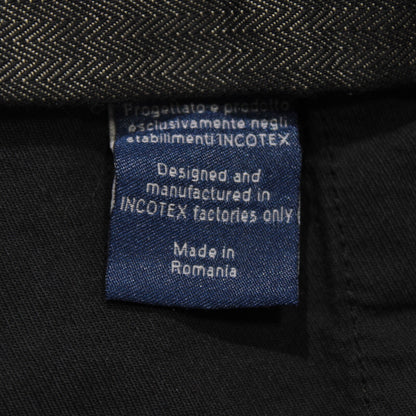 Progettato e prodotto
esclusivamente negli
stabilimenti INCOTEX
Designed and
manufactured in
INCOTEX factories only
Made in
Romania